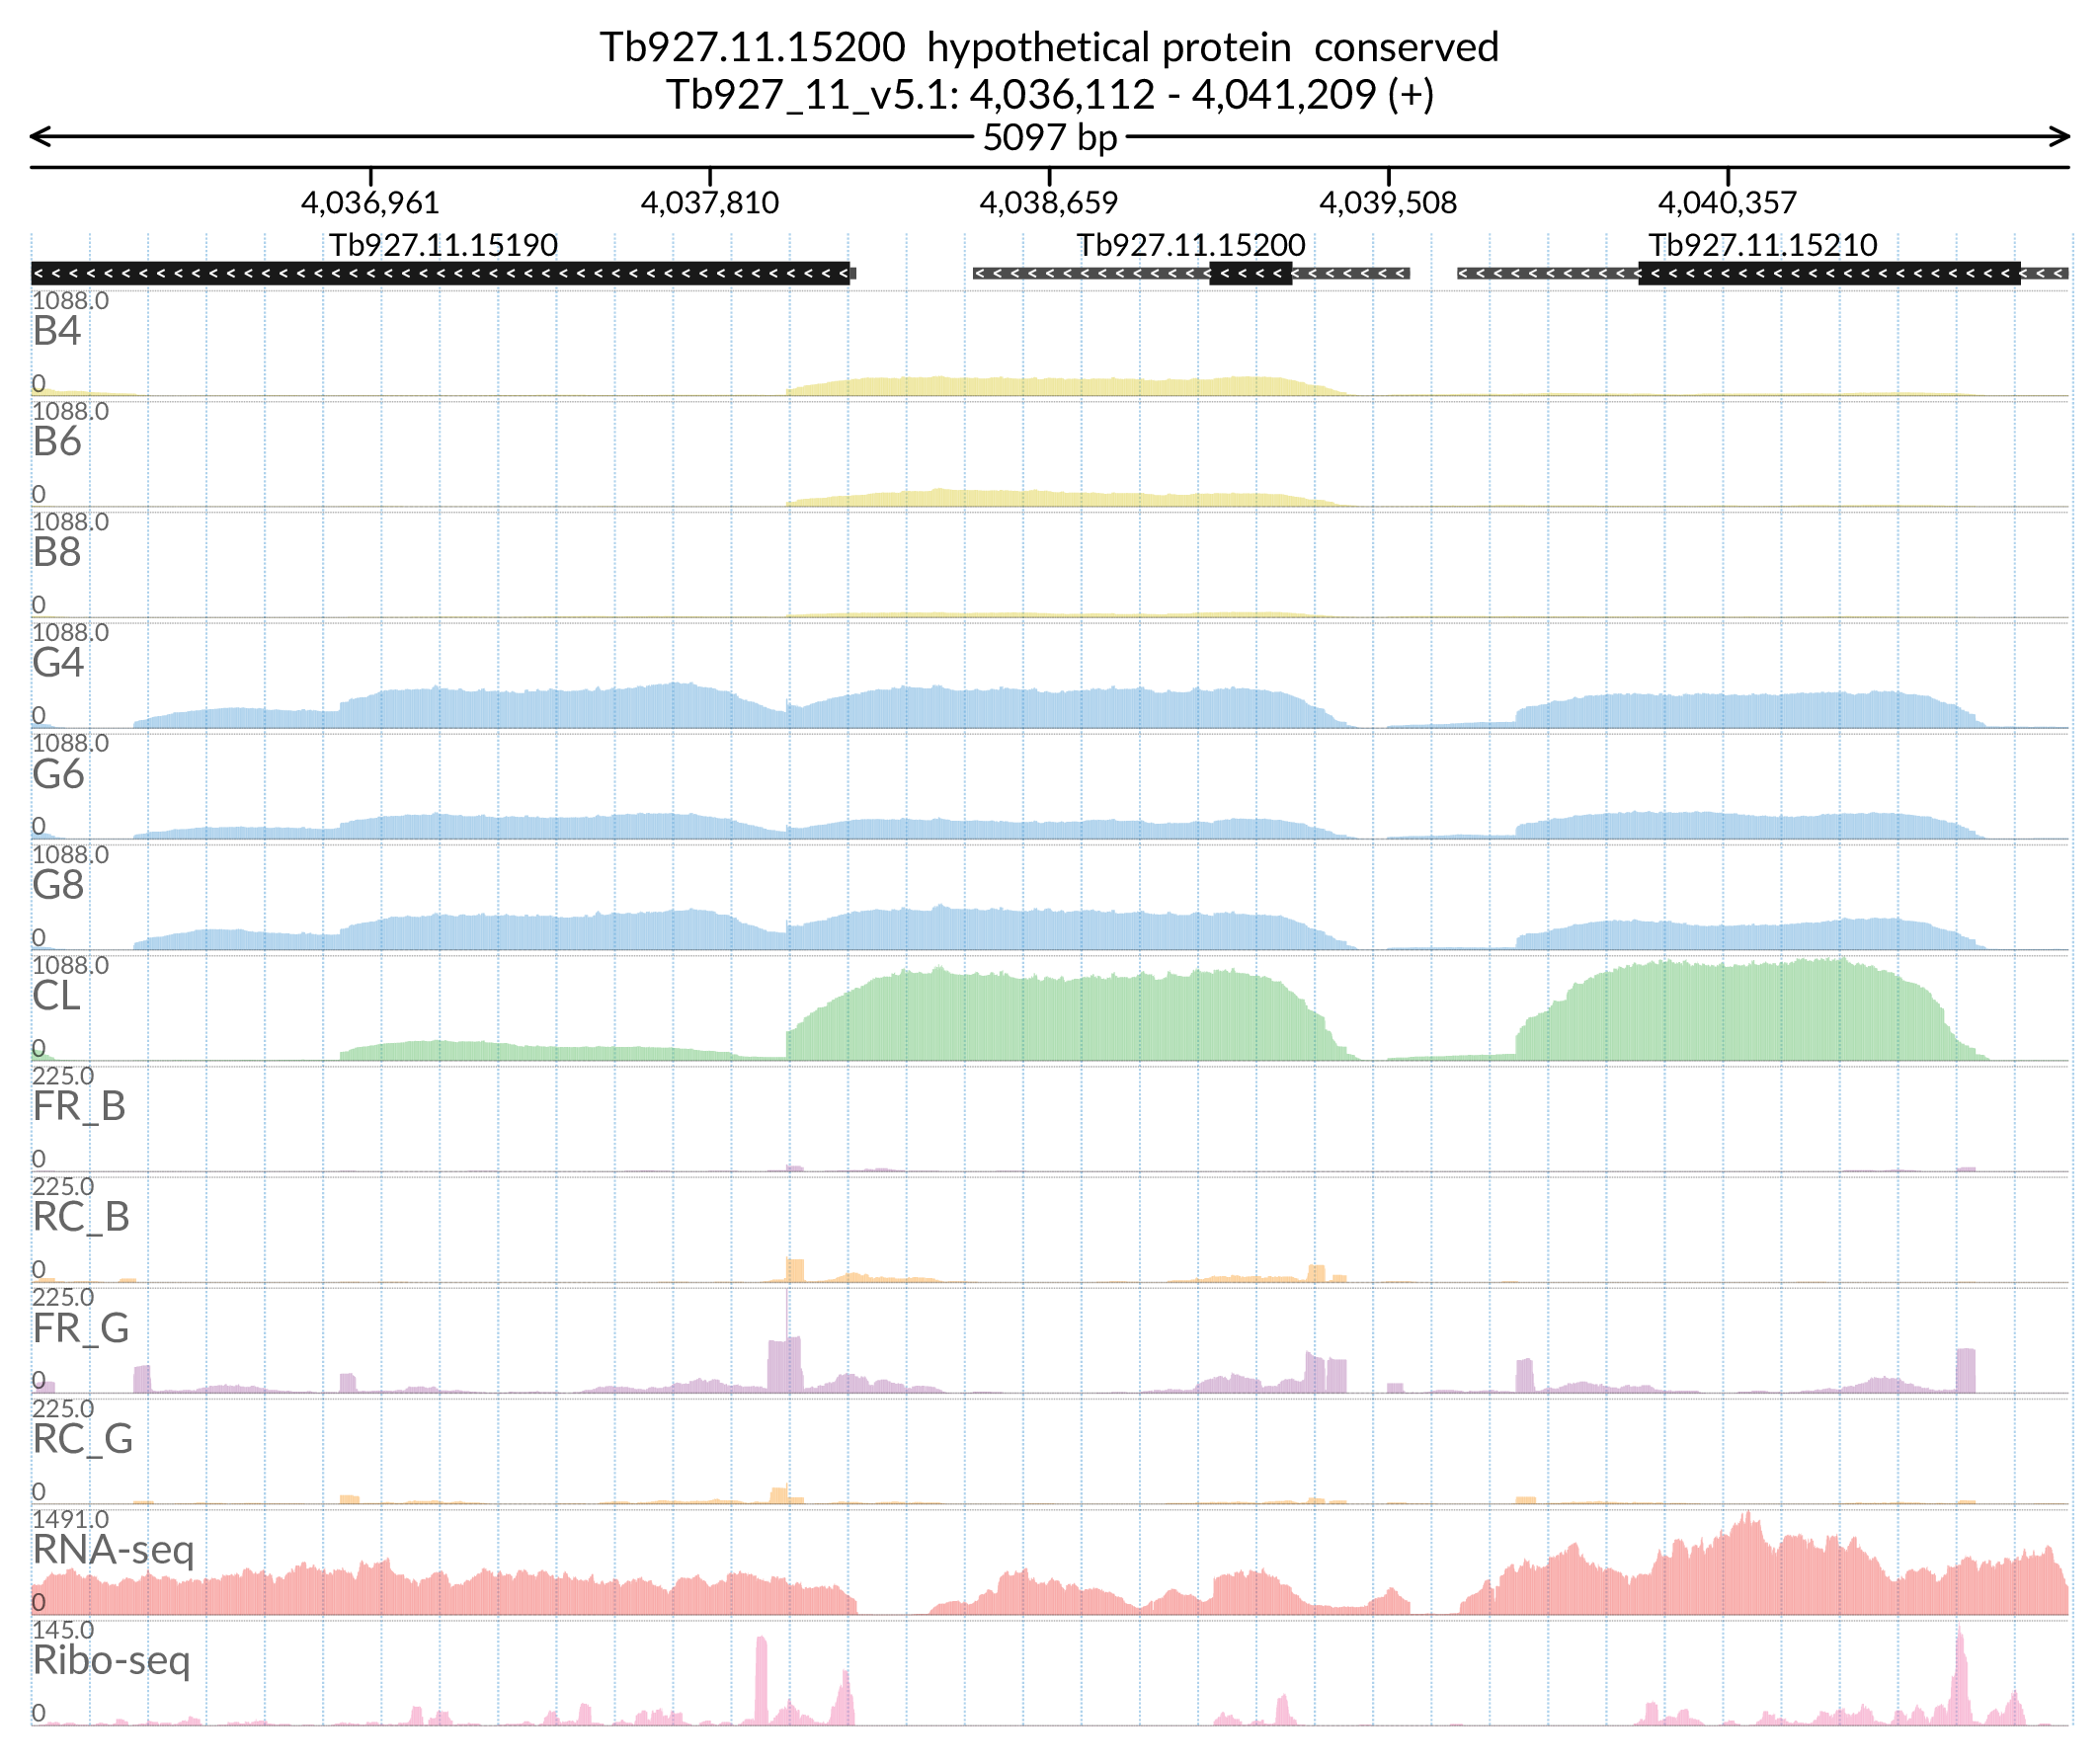 Tb927.11.15200 hypothetical protein conserved
Tb927_11_v5.1: 4,036,112 - 4,041,209 (+)
5097 bp
4,036,961 4,037,810 4,038,659 4,039,508 4,040,357
Tb927.11.15190 Tb927.11.15200 Tb927.11.15210
1088.0
B4
0
1088.0
B6
0
1088.0
B8
0
1088.0
G4
0
1088.0
G6
0
1088.0
G8
0
1088.0
CL
0
225.0
FR_B
0
225.0
RC_B
0
225.0
FR_G
0
225.0
RC_G
0
1491.0
RNA-seq
0
145.0
Ribo-seq
0